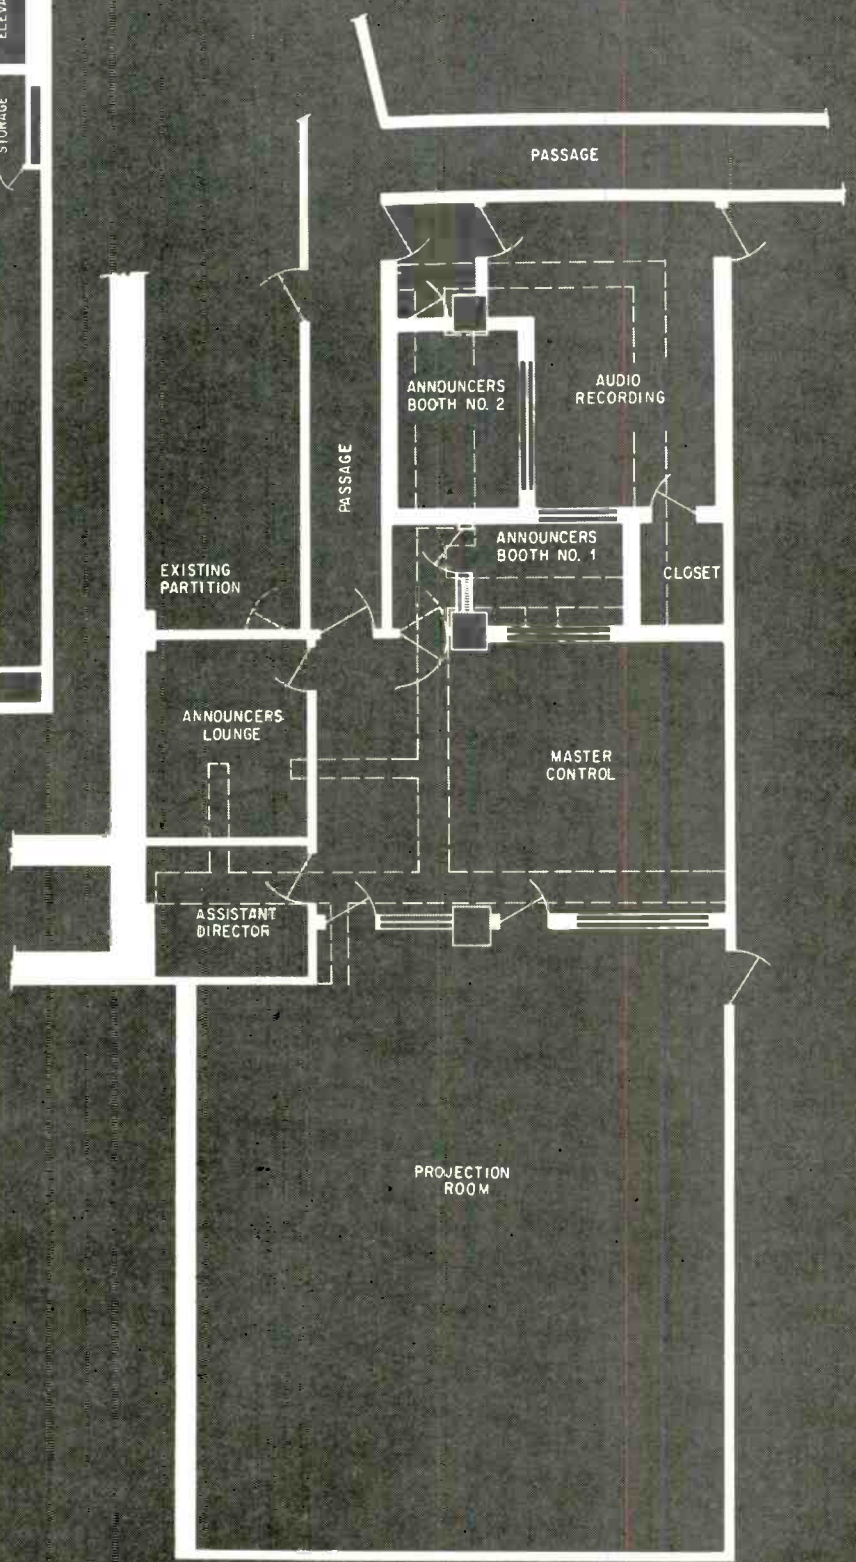 STORAGE
PASSAGE
ANNOUNCERS
BOOTH NO. 2
AUDIO
RECORDING
PASSAGE
ANNOUNCERS
BOOTH NO. 1
EXISTING
PARTITION
CLOSET
ANNOUNCERS
LOUNGE
MASTER
CONTROL
ASSISTANT
DIRECTOR
PROJECTION
ROOM